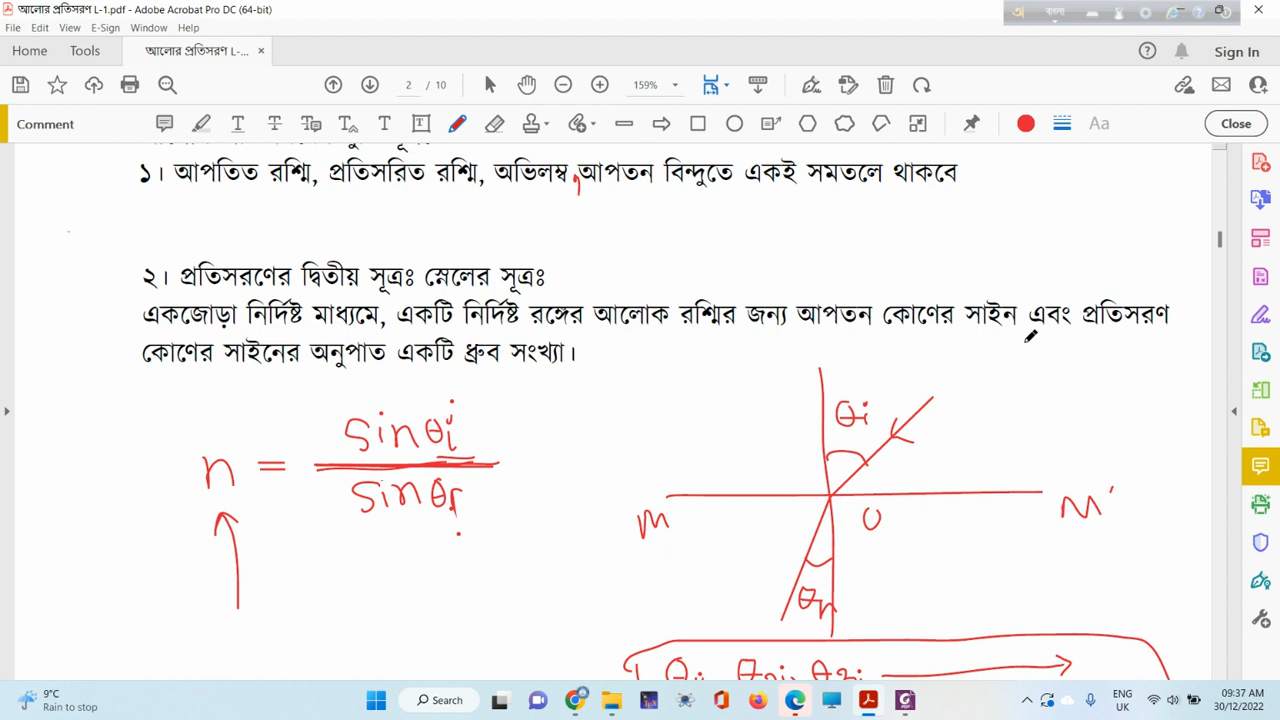 আলোর প্রতিসরণ L-1.pdf - Adobe Acrobat Pro DC (64-bit)
বাংলা
File Edit View E-Sign Window Help
Home Tools আলোর প্রতিসরণ L-... × Sign In
2 / 10 159%
Comment Aa Close
১। আপতিত রশ্মি, প্রতিসরিত রশ্মি, অভিলম্ব আপতন বিন্দুতে একই সমতলে থাকবে
২। প্রতিসরণের দ্বিতীয় সূত্রঃ স্নেলের সূত্রঃ
একজোড়া নির্দিষ্ট মাধ্যমে, একটি নির্দিষ্ট রঙ্গের আলোক রশ্মির জন্য আপতন কোণের সাইন এবং প্রতিসরণ
কোণের সাইনের অনুপাত একটি ধ্রুব সংখ্যা।
n = sinθi
sinθr
θi
M O M'
θr
9°C
Rain to stop
Search
ENG
UK
09:37 AM
30/12/2022